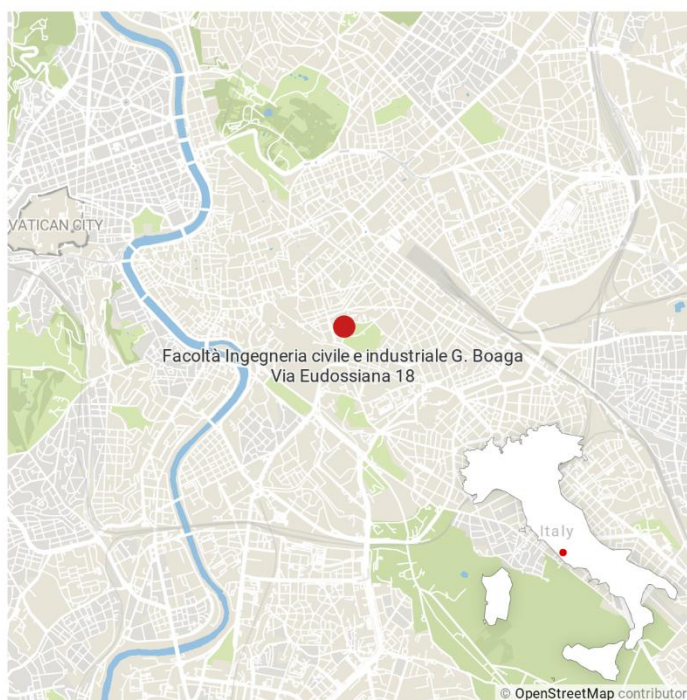 VATICAN CITY
Facoltà Ingegneria civile e industriale G. Boaga
Via Eudossiana 18
Italy
© OpenStreetMap contributor